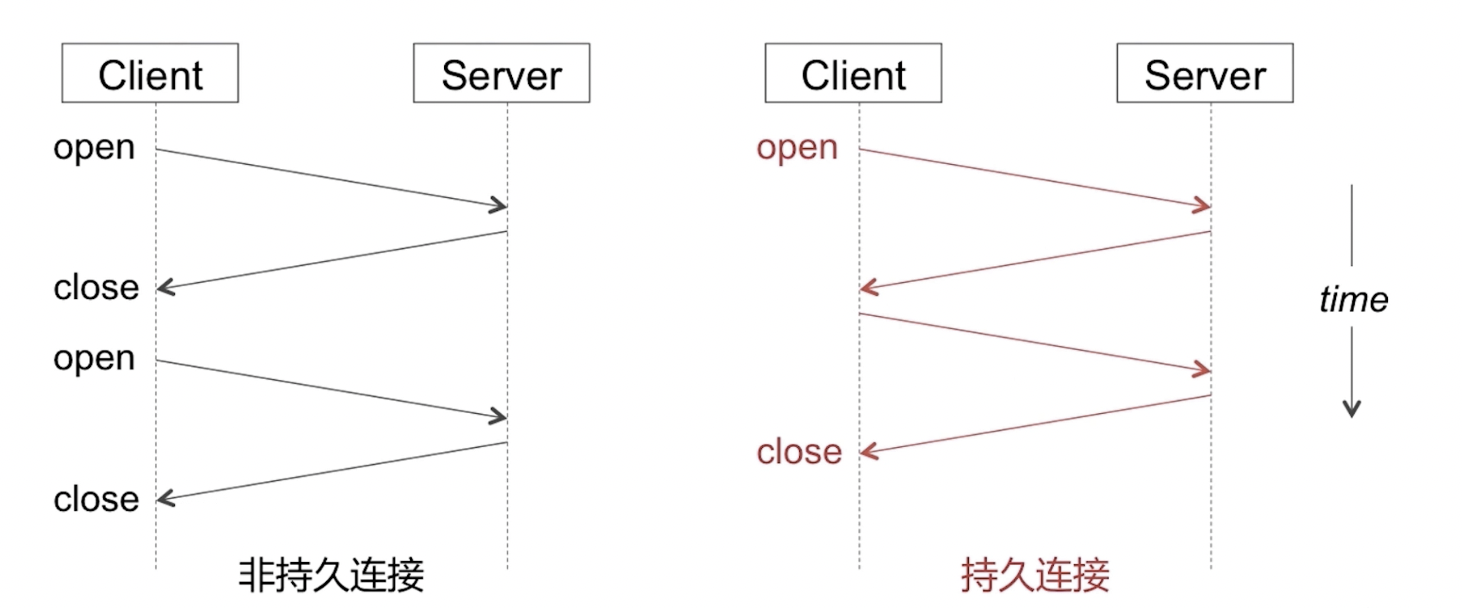 Client
Server
open
close
open
close
非持久连接
Client
Server
open
close
time
持久连接